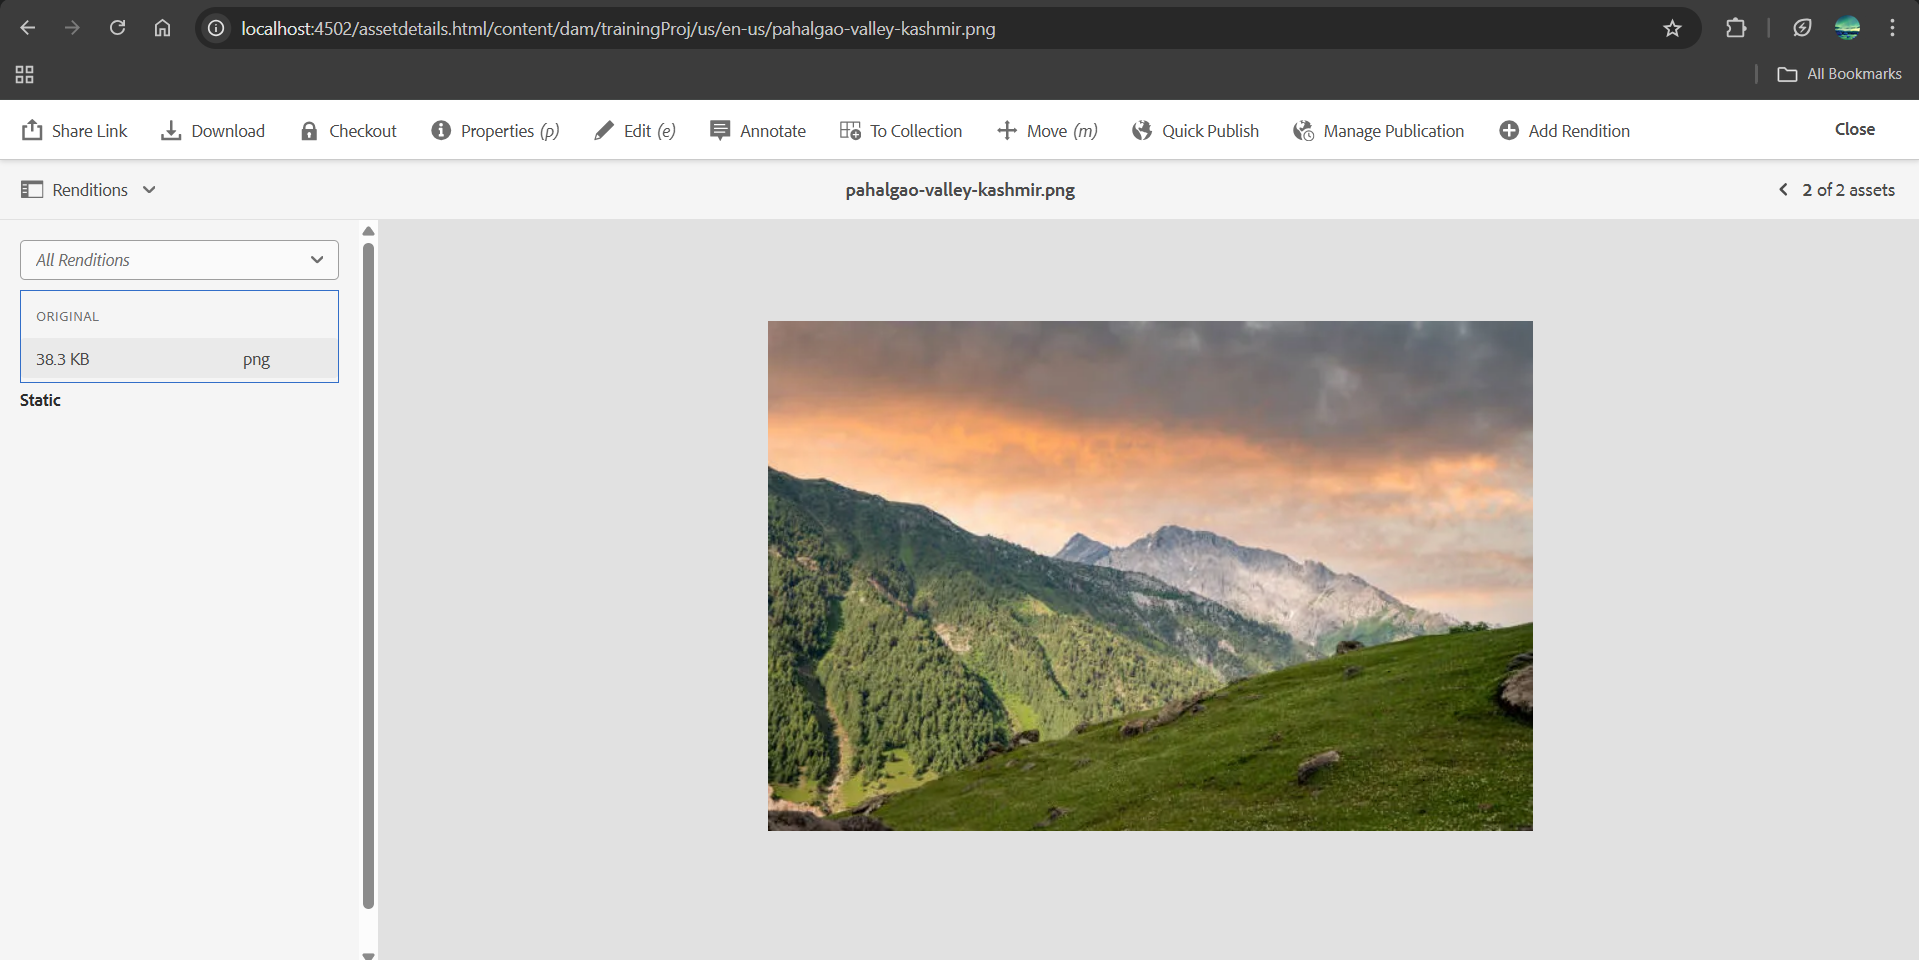 localhost:4502/assetdetails.html/content/dam/trainingProj/us/en-us/pahalgao-valley-kashmir.png
All Bookmarks
Share Link Download Checkout Properties (p) Edit (e) Annotate To Collection Move (m) Quick Publish Manage Publication Add Rendition Close
Renditions pahalgao-valley-kashmir.png 2 of 2 assets
All Renditions
ORIGINAL
38.3 KB png
Static